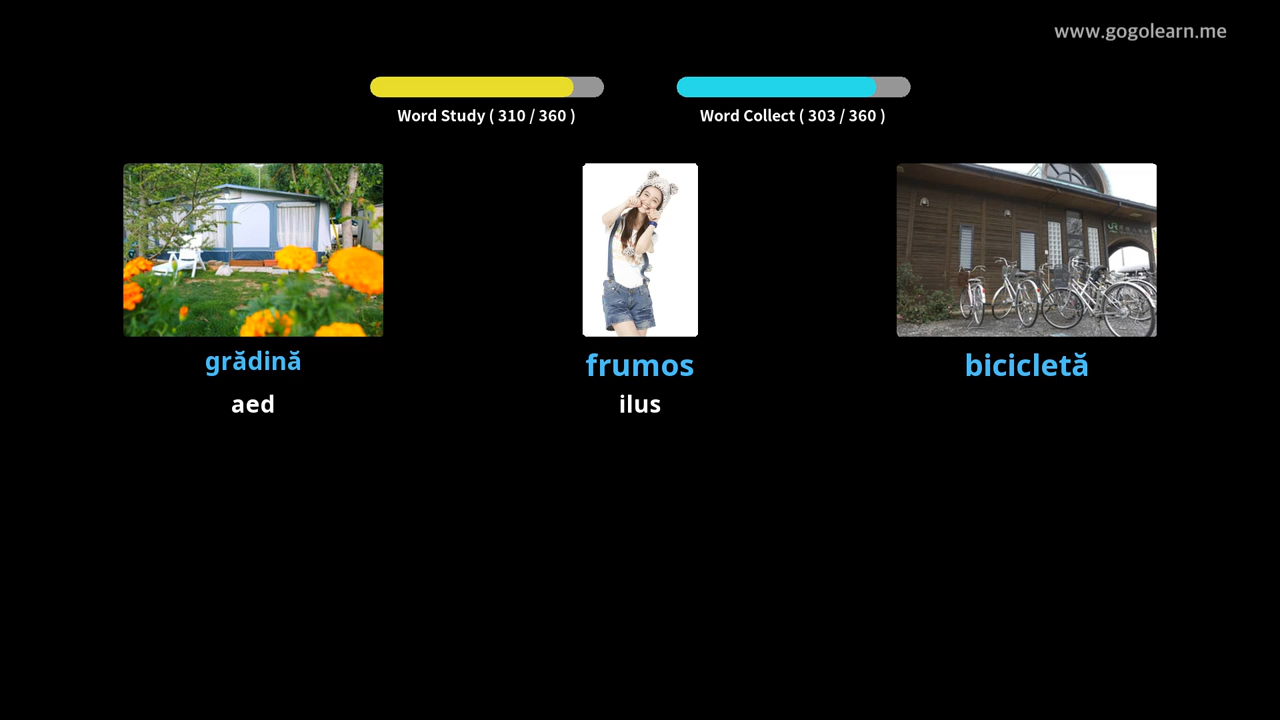 www.gogolearn.me
Word Study ( 310 / 360 )
Word Collect ( 303 / 360 )
grădină
frumos
bicicletă
aed
ilus